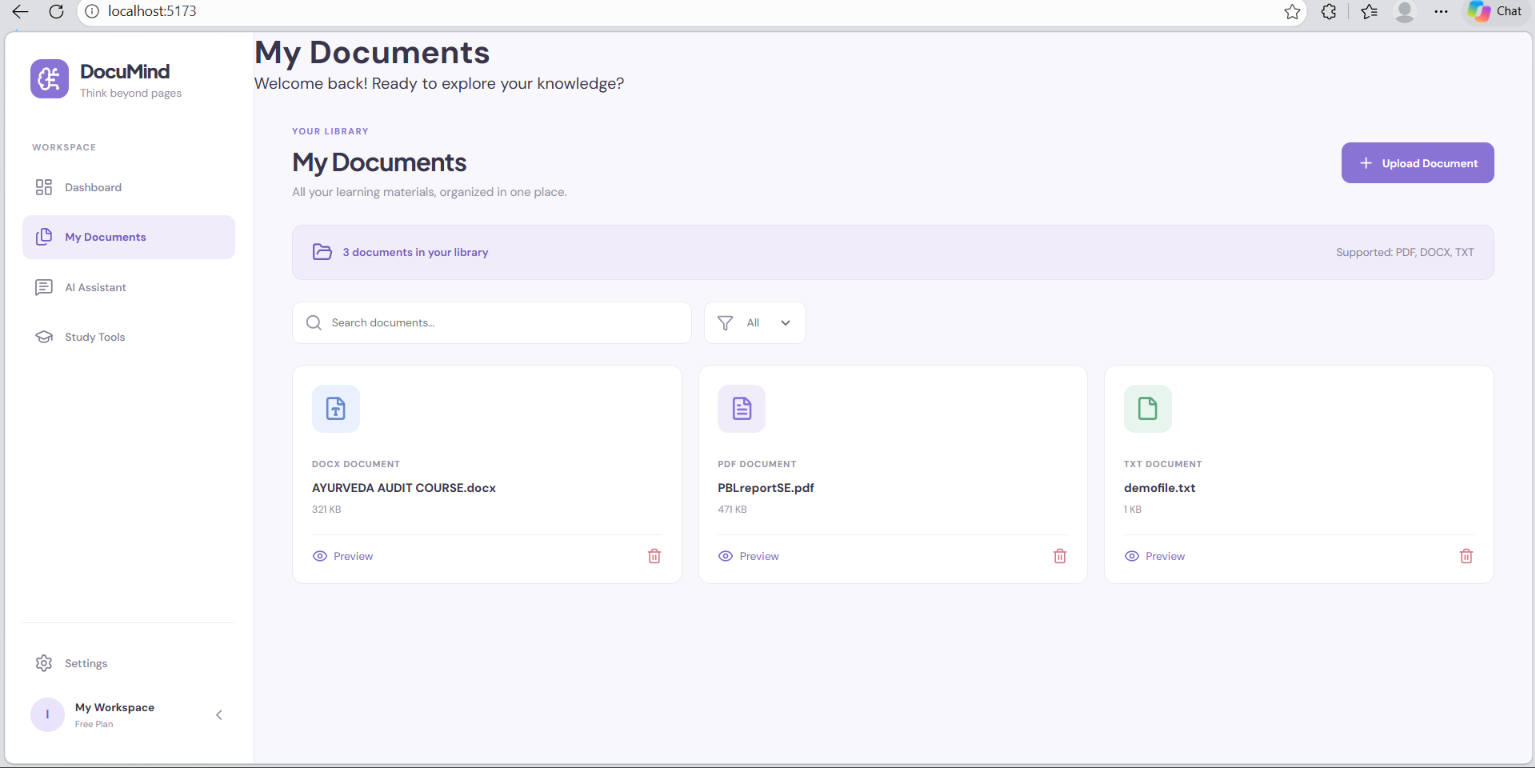 localhost:5173
Chat
DocuMind
Think beyond pages
WORKSPACE
Dashboard
My Documents
AI Assistant
Study Tools
Settings
I
My Workspace
Free Plan
My Documents
Welcome back! Ready to explore your knowledge?
YOUR LIBRARY
My Documents
All your learning materials, organized in one place.
Upload Document
3 documents in your library
Supported: PDF, DOCX, TXT
Search documents...
All
DOCX DOCUMENT
AYURVEDA AUDIT COURSE.docx
321 KB
Preview
PDF DOCUMENT
PBLreportSE.pdf
471 KB
Preview
TXT DOCUMENT
demofile.txt
1 KB
Preview